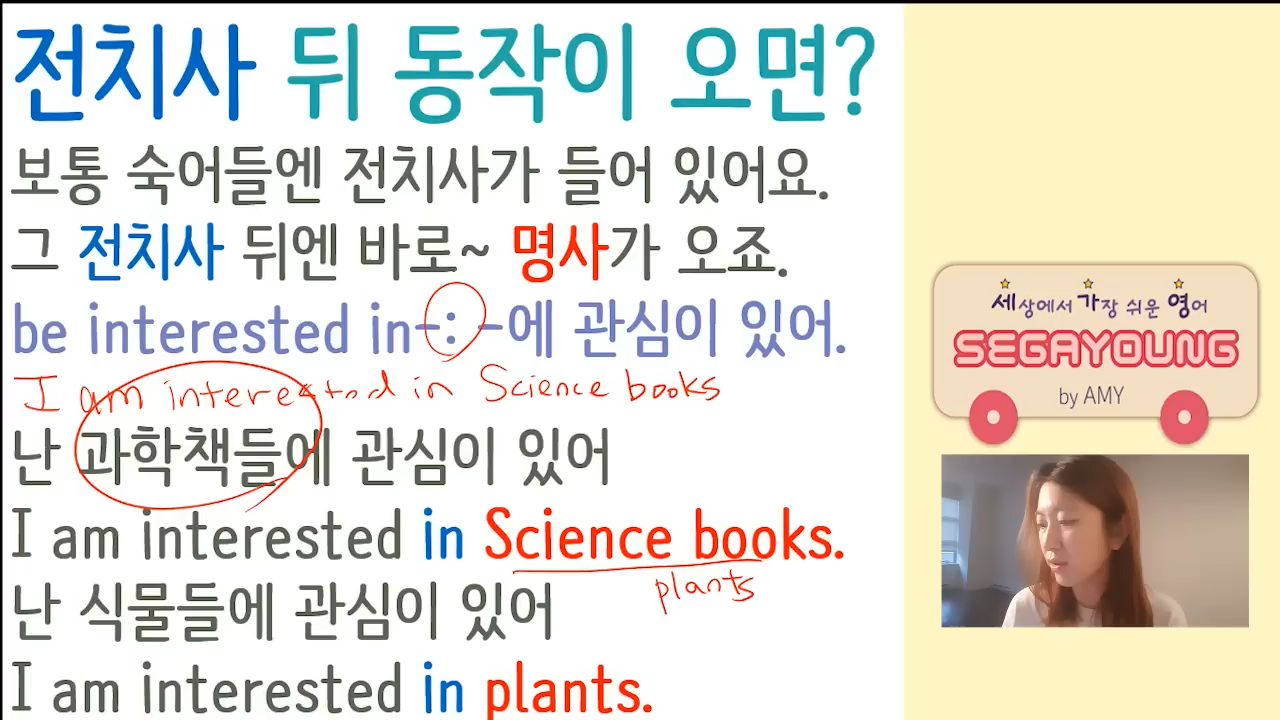 전치사 뒤 동작이 오면?
보통 숙어들엔 전치사가 들어 있어요.
그 전치사 뒤엔 바로~ 명사가 오죠.
be interested in-: -에 관심이 있어.
I am interested in Science books
난 과학책들에 관심이 있어
I am interested in Science books.
plants
난 식물들에 관심이 있어
I am interested in plants.
세상에서 가장 쉬운 영어
SEGAYOUNG
by AMY